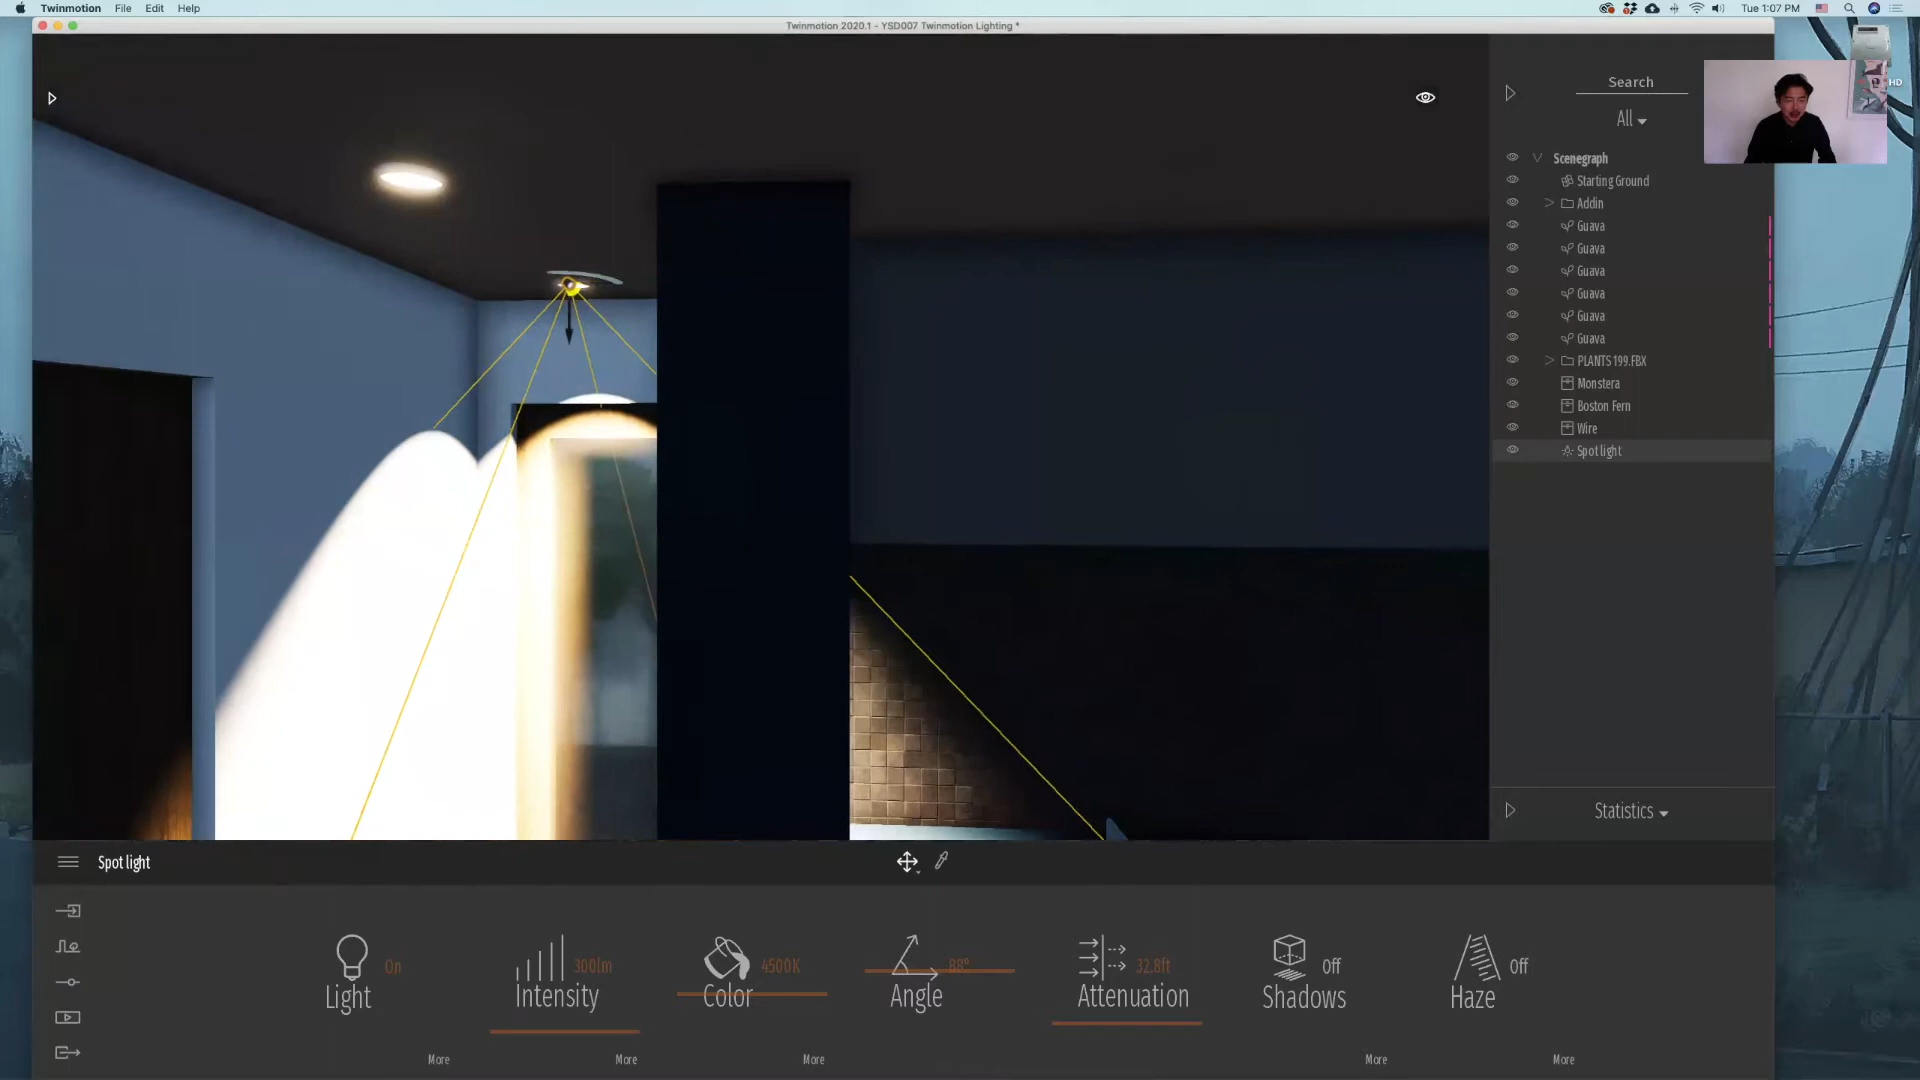 Twinmotion File Edit Help
Tue 1:07 PM
Twinmotion 2020.1 - YSD007 Twinmotion Lighting *
Search
HD
All
Scenegraph
Starting Ground
Addin
Guava
Guava
Guava
Guava
Guava
Guava
PLANTS 199.FBX
Monstera
Boston Fern
Wire
Spot light
Statistics
Spot light
On
300lm
4500K
88°
32.8ft
Off
Off
Light
Intensity
Color
Angle
Attenuation
Shadows
Haze
More
More
More
More
More